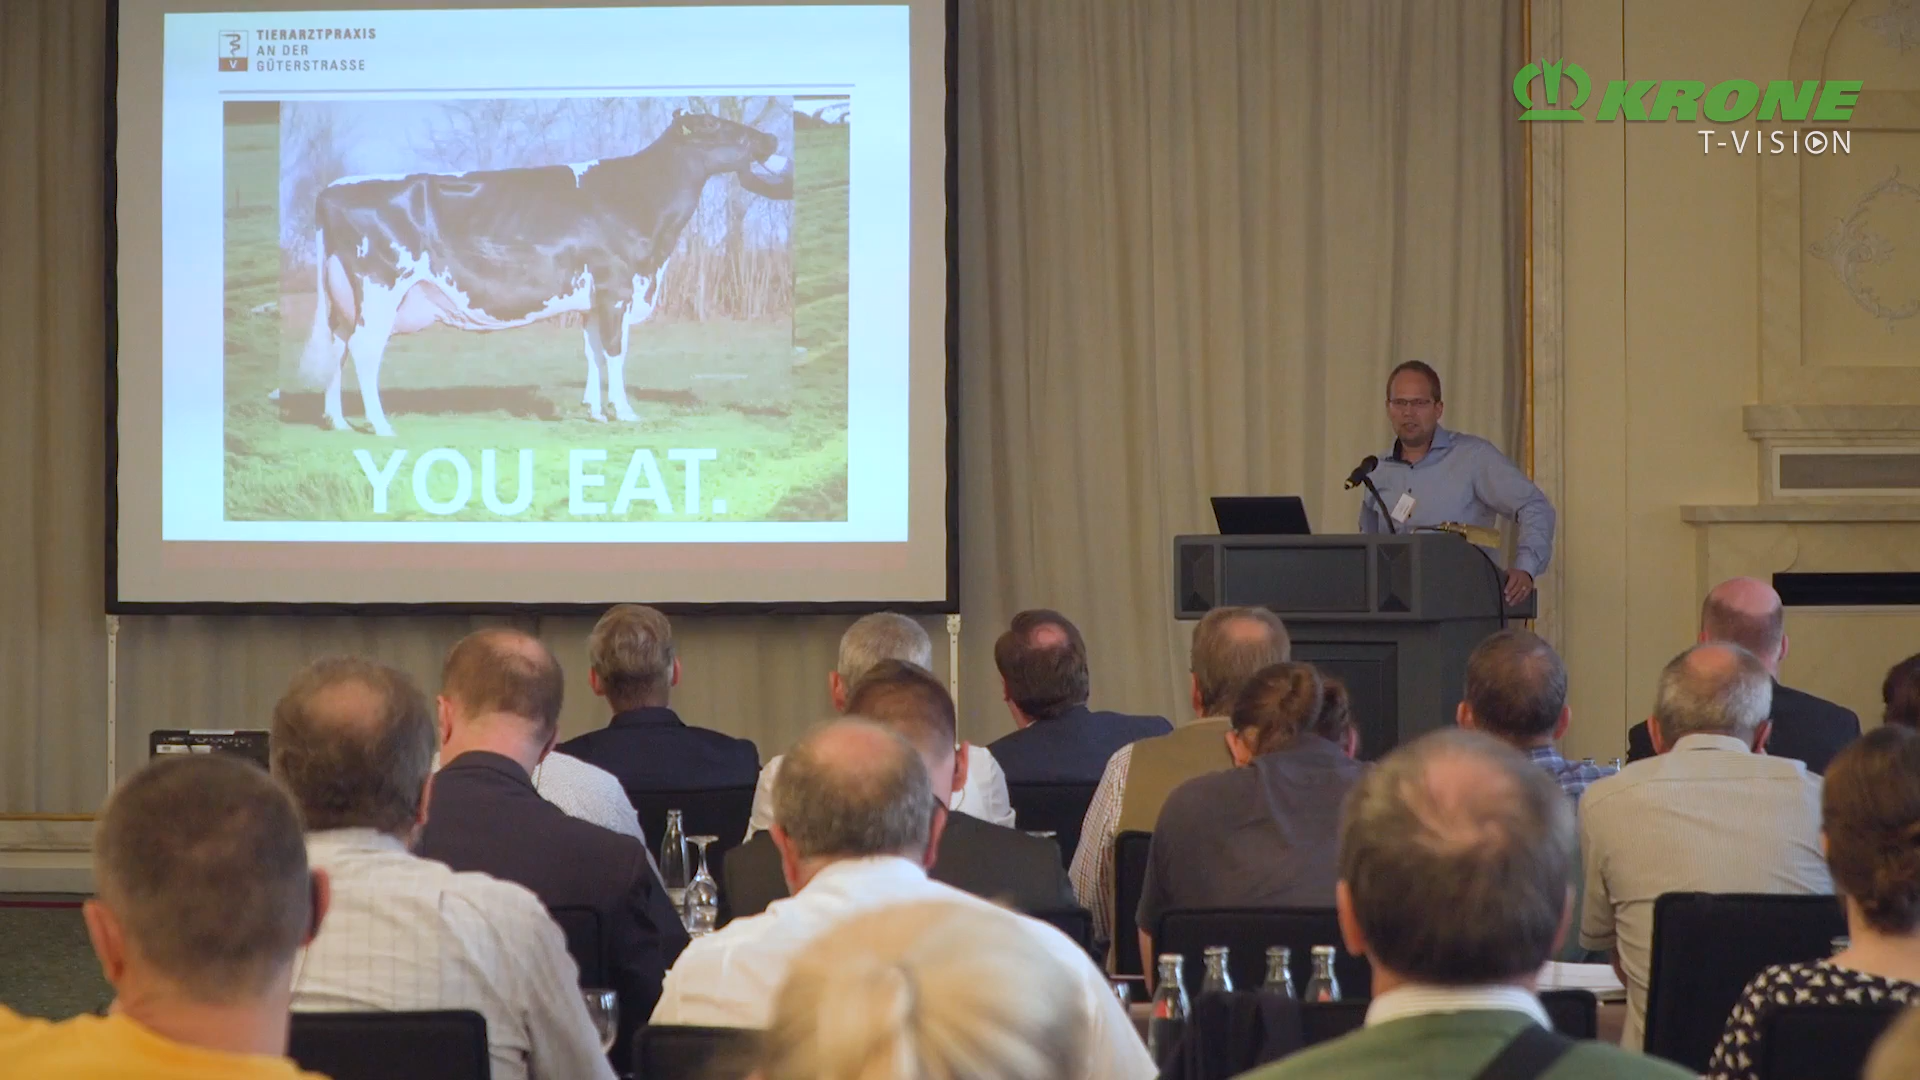 TIERARZTPRAXIS
AN DER
GÜTERSTRASSE
V
YOU EAT.
KRONE
T-VISION